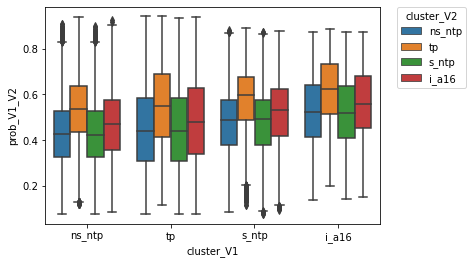 cluster_V2
ns_ntp
tp
s_ntp
i_a16
prob_V1_V2
0.8
0.6
0.4
0.2
ns_ntp tp s_ntp i_a16
cluster_V1